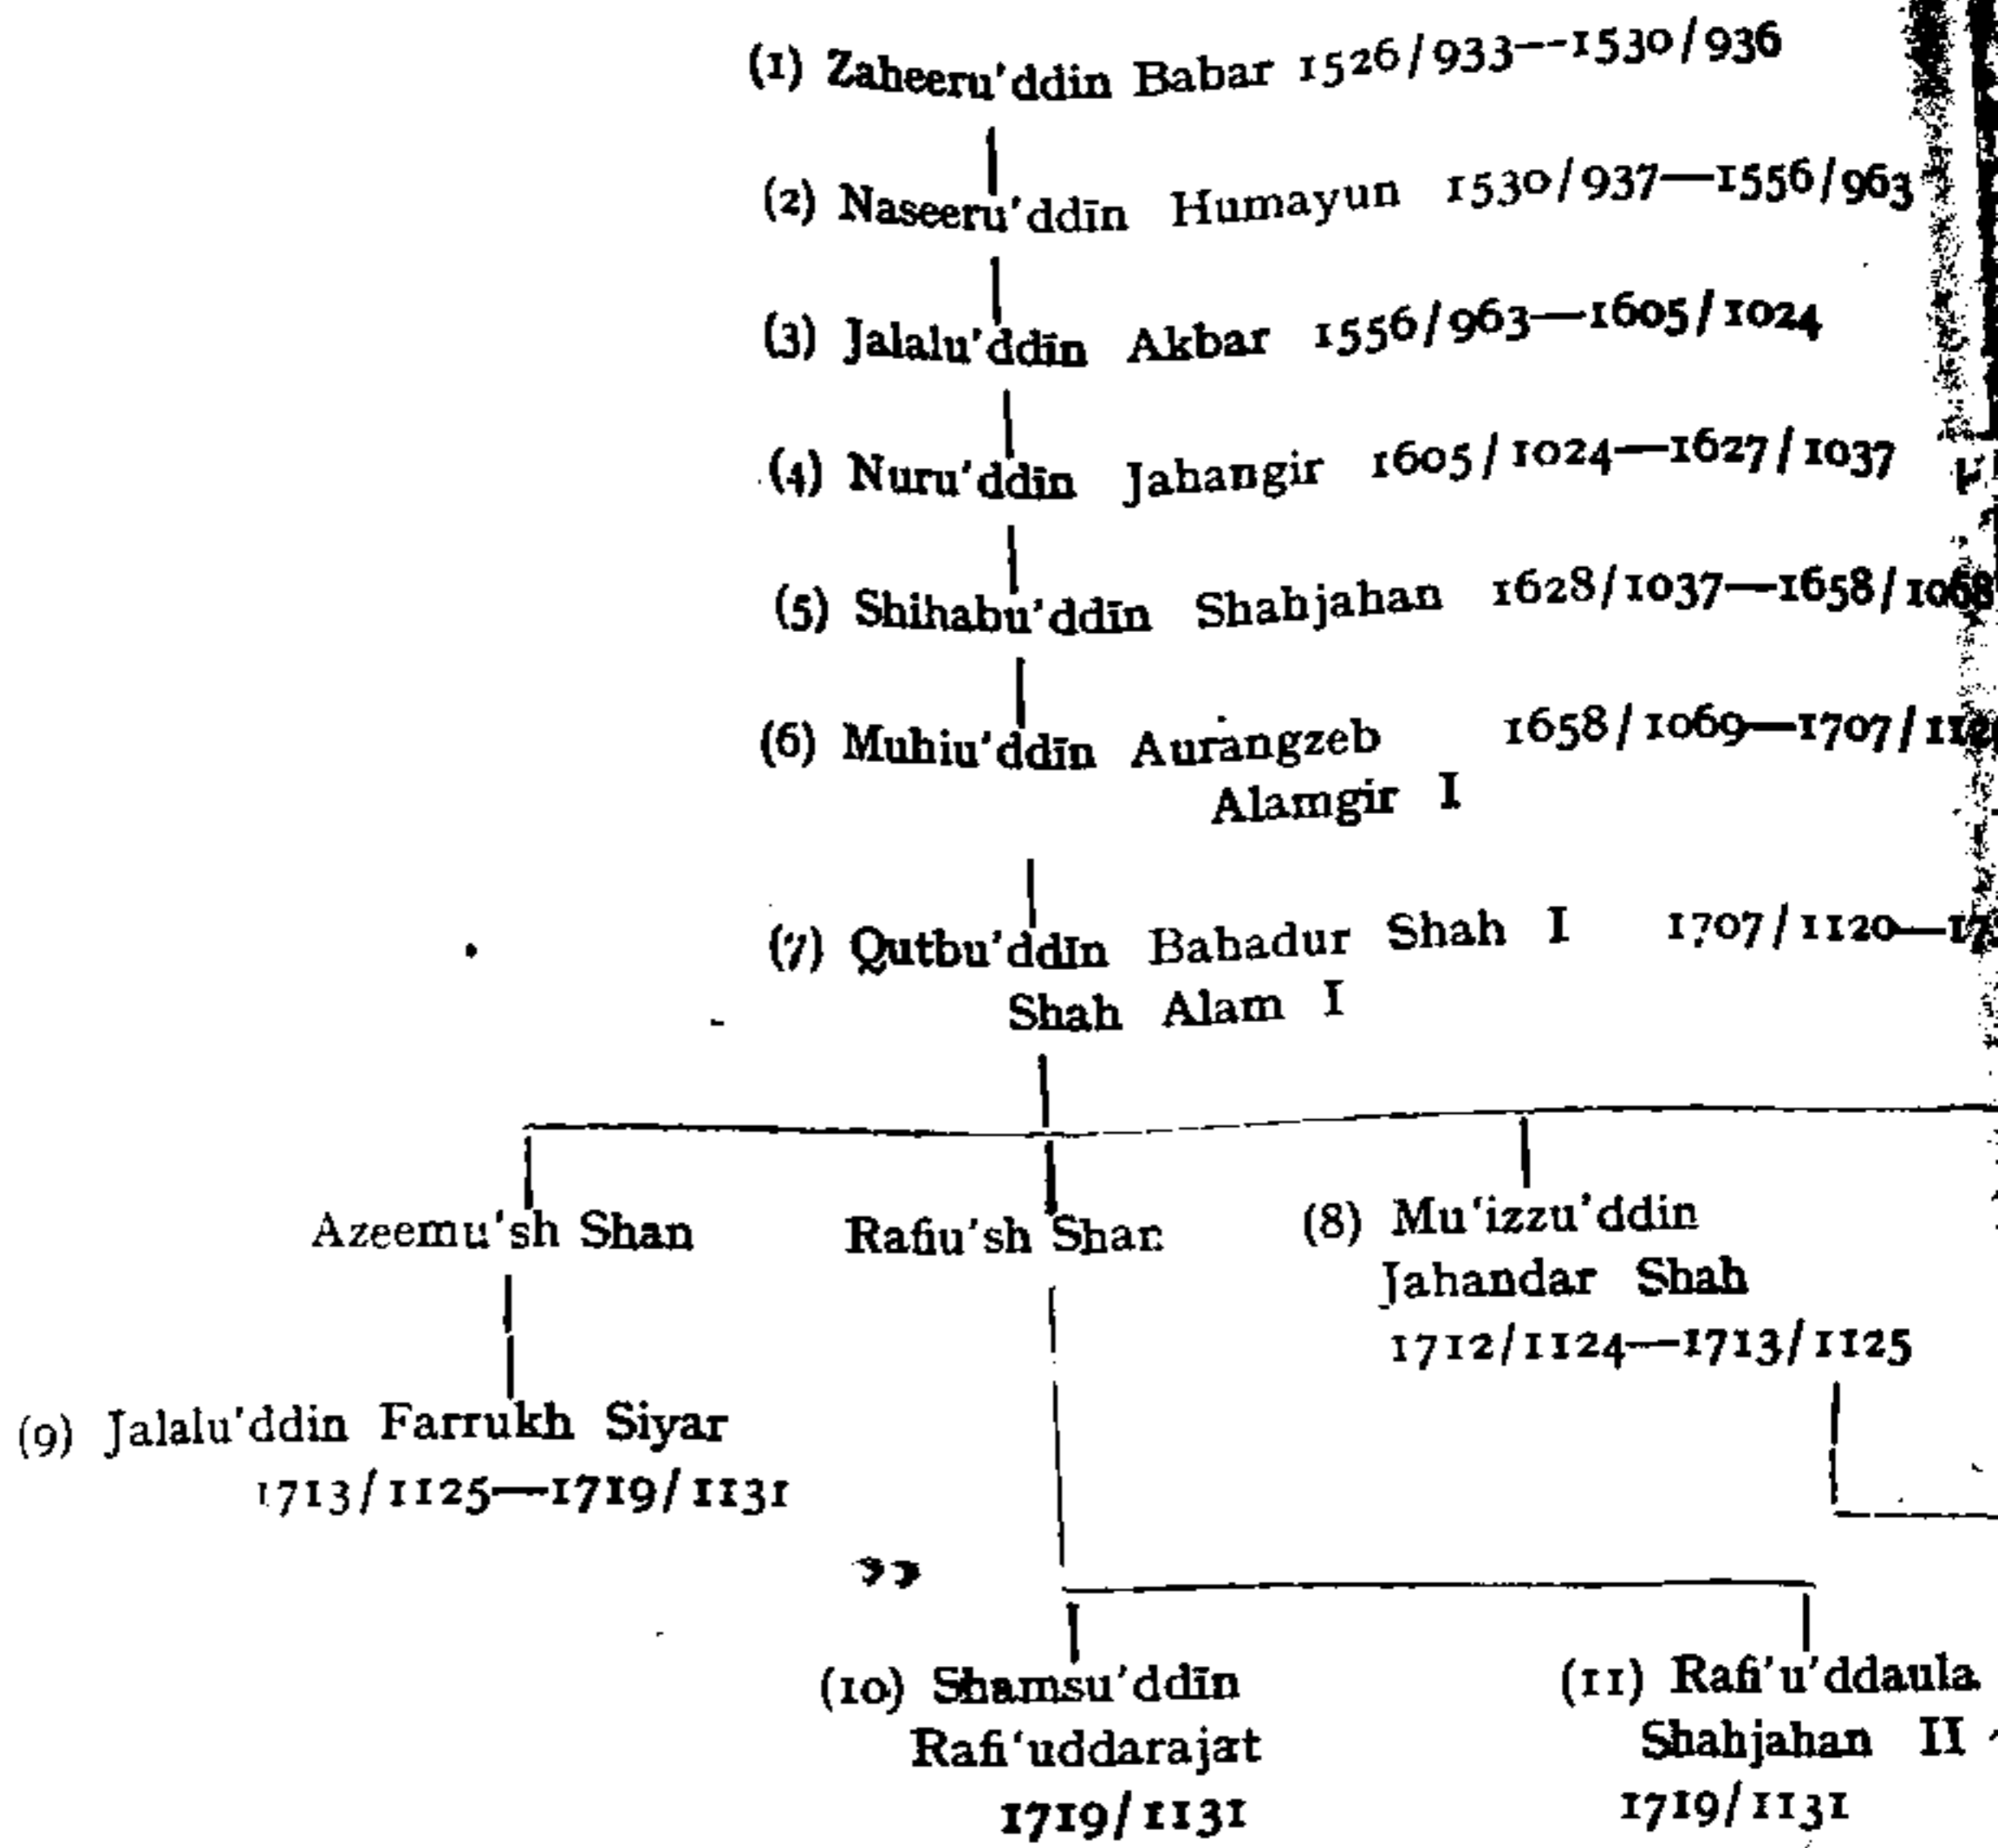 (1) Zaheeru'ddin Babar 1526/933--1530/936
(2) Naseeru'ddīn Humayun 1530/937—1556/963
(3) Jalalu'ddīn Akbar 1556/963—1605/1024
(4) Nuru'ddīn Jahangir 1605/1024—1627/1037
(5) Shihabu'ddīn Shahjahan 1628/1037—1658/1068
(6) Muhiu'ddīn Aurangzeb 1658/1069—1707/
Alamgir I
(7) Qutbu'ddīn Bahadur Shah I 1707/1120—
Shah Alam I
Azeemu'sh Shan Rafiu'sh Shan (8) Mu'izzu'ddin
Jahandar Shah
1712/1124—1713/1125
(9) Jalalu'ddin Farrukh Siyar
1713/1125—1719/1131
(10) Shamsu'ddīn (11) Rafi'u'ddaula
Rafi'uddarajat Shahjahan II
1719/1131 1719/1131